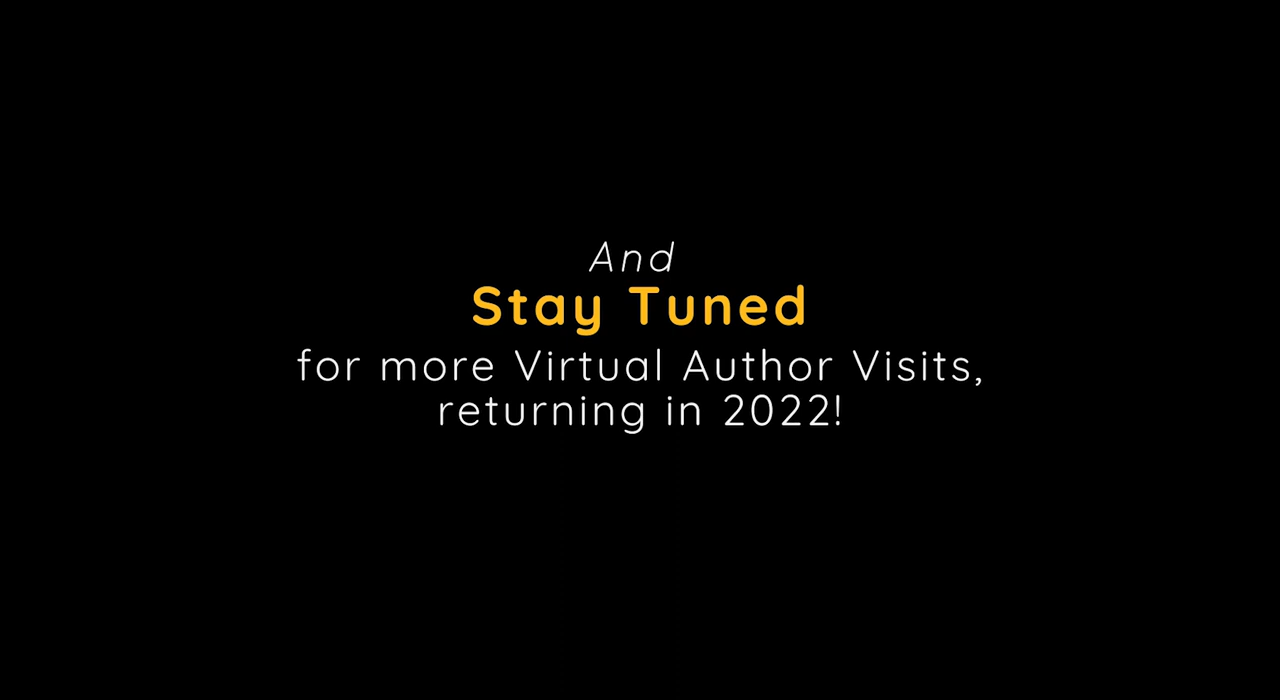 And
Stay Tuned
for more Virtual Author Visits,
returning in 2022!